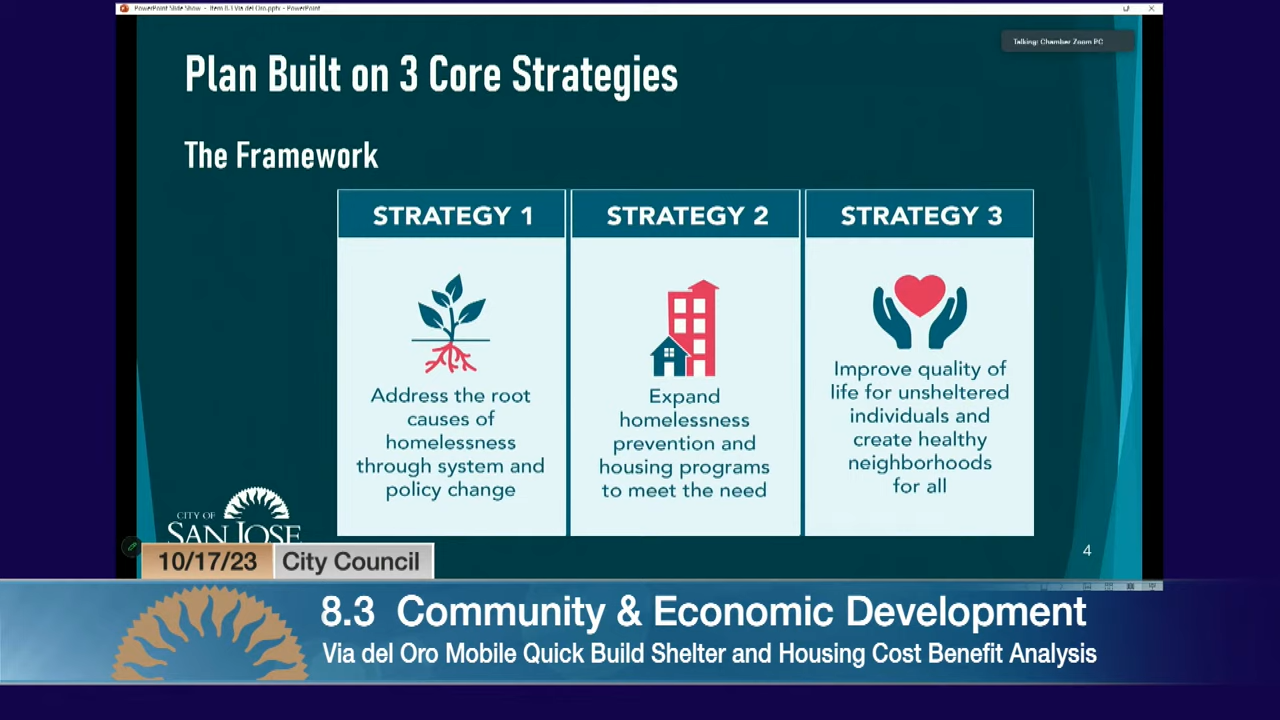 PowerPoint Slide Show - Item 8.3 Via del Oro.pptx - PowerPoint
Talking: Chamber Zoom PC
Plan Built on 3 Core Strategies
The Framework
STRATEGY 1
Address the root
causes of
homelessness
through system and
policy change
STRATEGY 2
Expand
homelessness
prevention and
housing programs
to meet the need
STRATEGY 3
Improve quality of
life for unsheltered
individuals and
create healthy
neighborhoods
for all
CITY OF
SAN JOSE
4
10/17/23 City Council
8.3 Community & Economic Development
Via del Oro Mobile Quick Build Shelter and Housing Cost Benefit Analysis